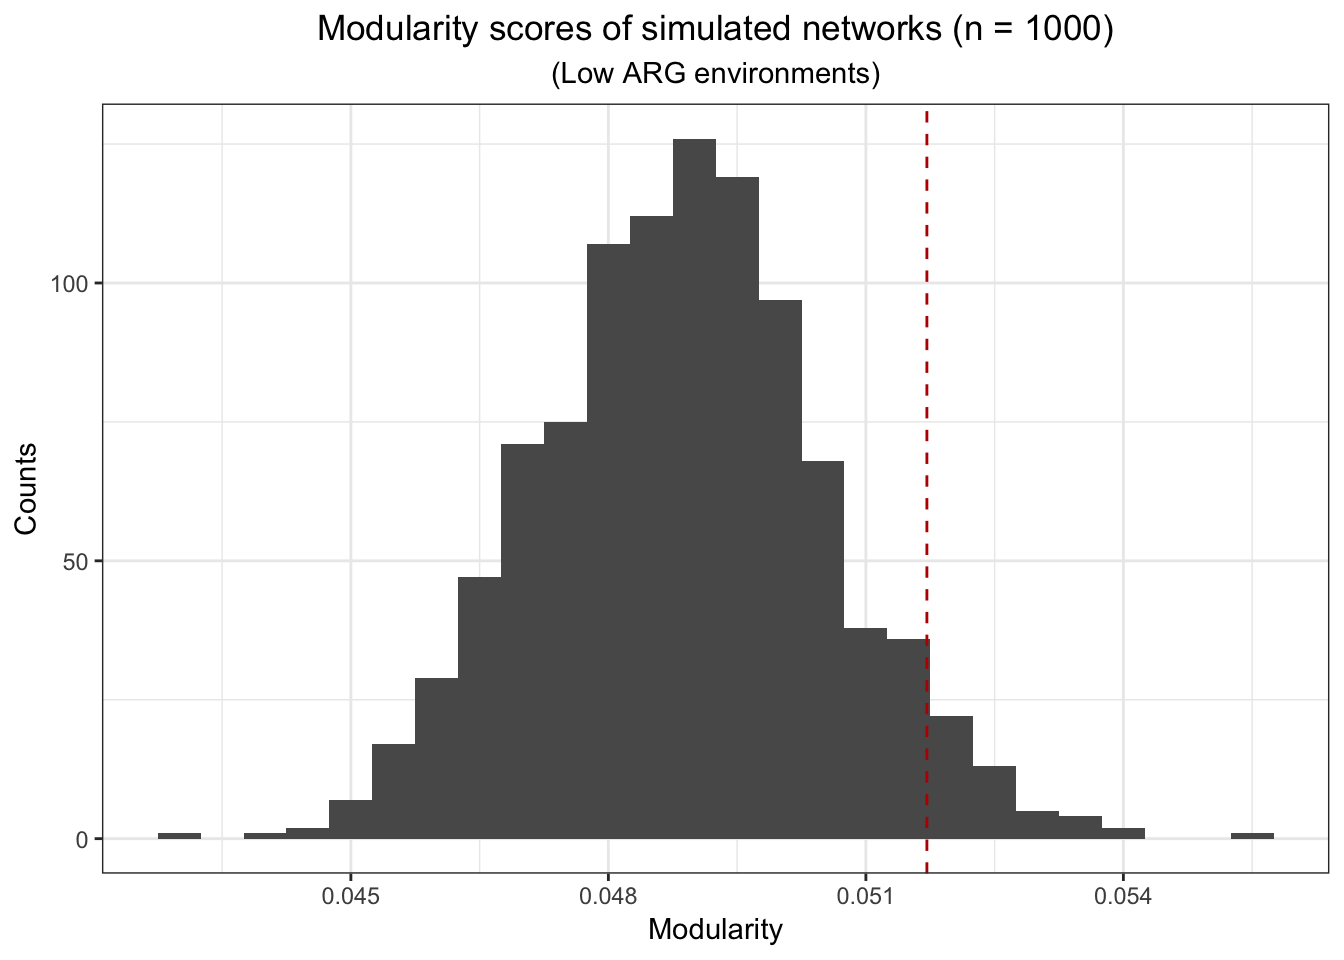 Modularity scores of simulated networks (n = 1000)
(Low ARG environments)
Counts
100
50
0
0.045
0.048
0.051
0.054
Modularity